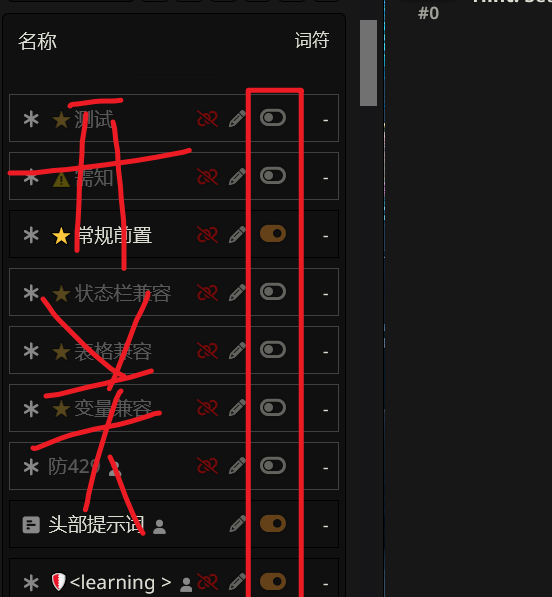 #0
名称 词符
测试 -
需知 -
常规前置 -
状态栏兼容 -
表格兼容 -
变量兼容 -
防429 -
头部提示词 -
<learning > -